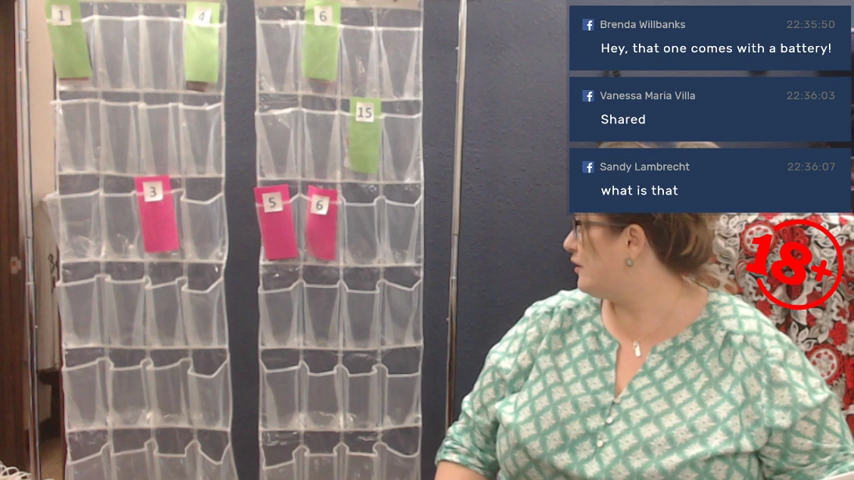 1
4
6
15
3
5
6
Brenda Willbanks 22:35:50
Hey, that one comes with a battery!
Vanessa Maria Villa 22:36:03
Shared
Sandy Lambrecht 22:36:07
what is that
18+